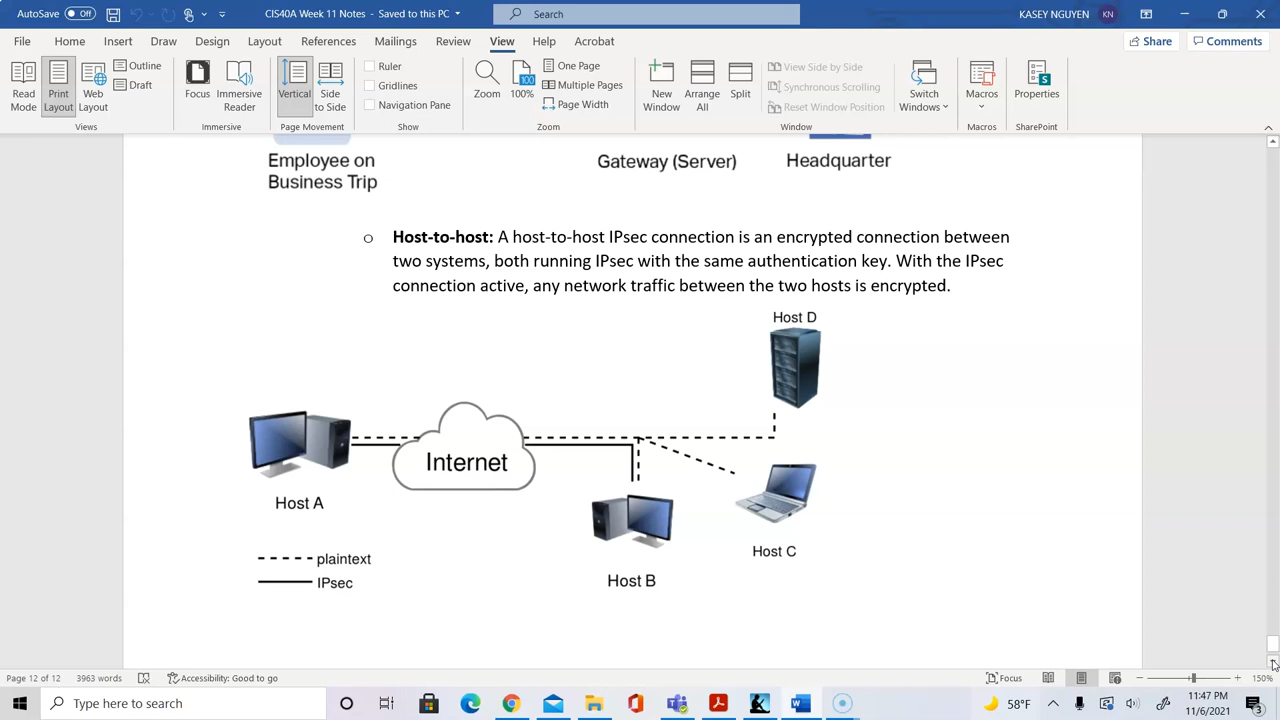 AutoSave Off CIS40A Week 11 Notes • Saved to this PC Search KASEY NGUYEN KN
File Home Insert Draw Design Layout References Mailings Review View Help Acrobat Share Comments
Read Mode Print Layout Web Layout Outline Draft Focus Immersive Reader Vertical Side to Side Ruler Gridlines Navigation Pane Zoom 100 100% One Page Multiple Pages Page Width New Window Arrange All Split View Side by Side Synchronous Scrolling Reset Window Position Switch Windows Macros Properties
Views Immersive Page Movement Show Zoom Window Macros SharePoint
Employee on
Business Trip
Gateway (Server)
Headquarter
o Host-to-host: A host-to-host IPsec connection is an encrypted connection between
two systems, both running IPsec with the same authentication key. With the IPsec
connection active, any network traffic between the two hosts is encrypted.
Host D
Internet
Host A
Host C
plaintext
IPsec
Host B
Page 12 of 12 3963 words Accessibility: Good to go Focus 150%
Type here to search 58°F 11:47 PM
11/6/2021 3